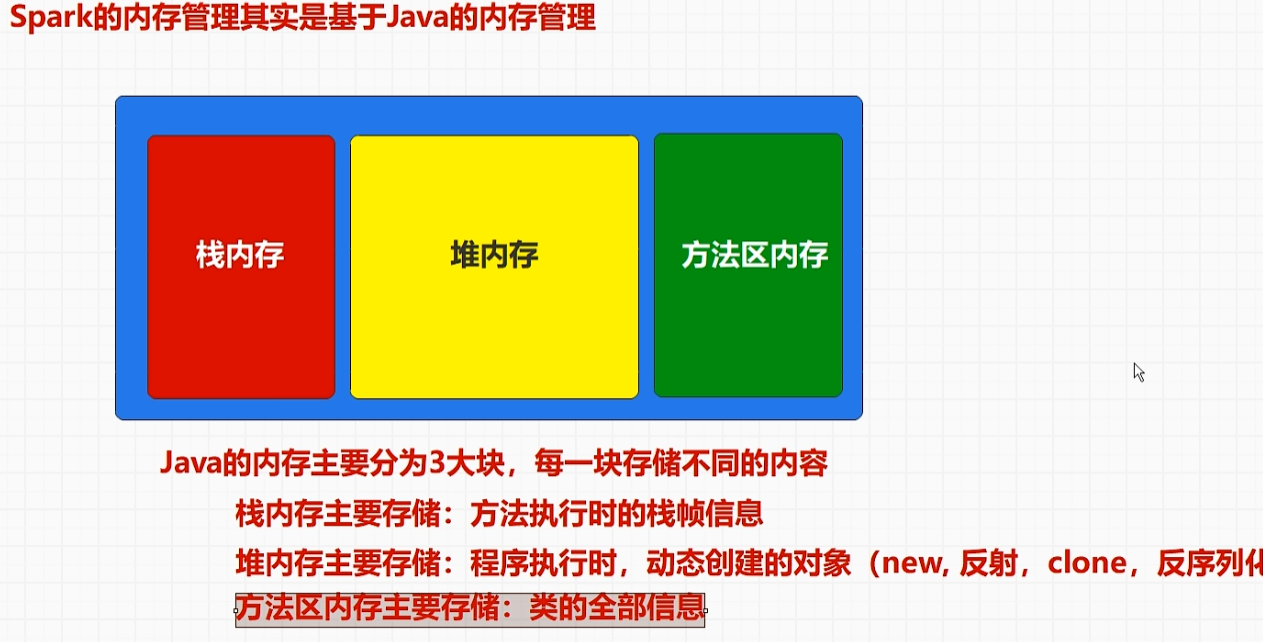 Spark的内存管理其实是基于Java的内存管理
栈内存
堆内存
方法区内存
Java的内存主要分为3大块，每一块存储不同的内容
栈内存主要存储：方法执行时的栈帧信息
堆内存主要存储：程序执行时，动态创建的对象（new, 反射，clone，反序列化
方法区内存主要存储：类的全部信息